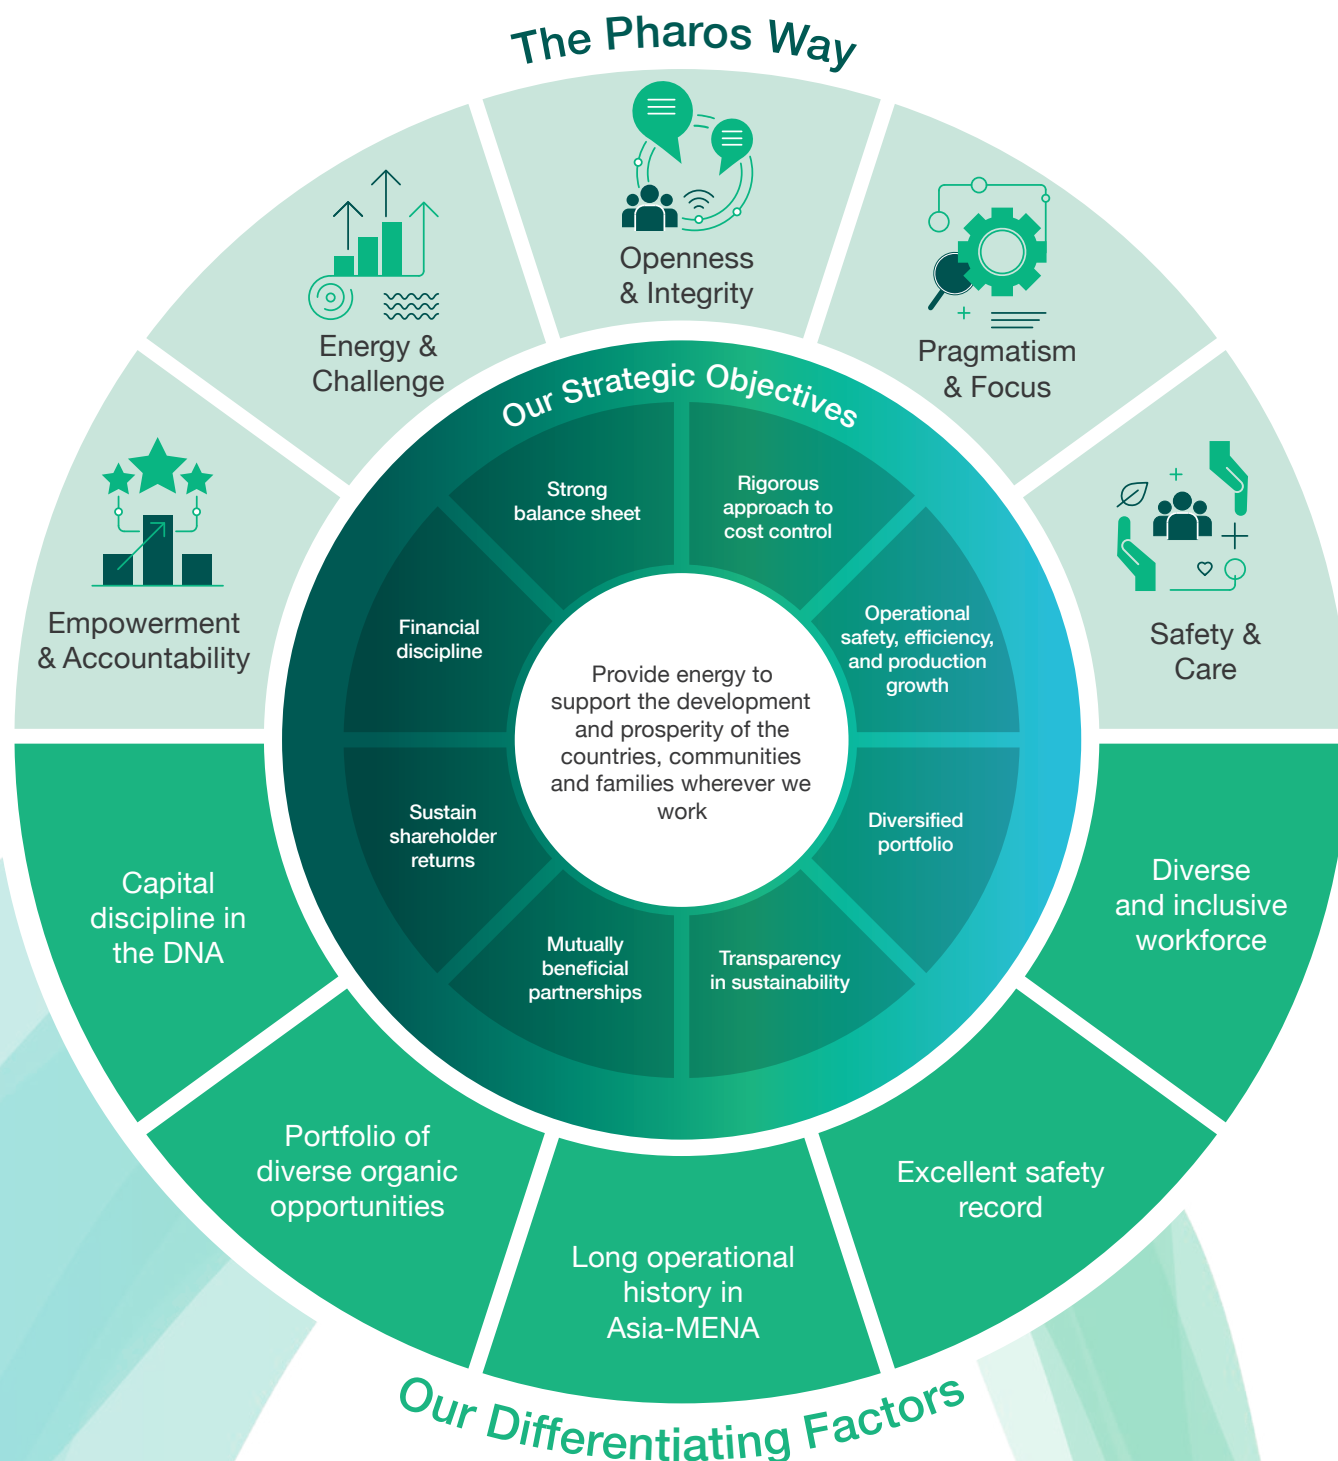 The Pharos Way
Openness
& Integrity
Energy &
Challenge
Pragmatism
& Focus
Empowerment
& Accountability
Safety &
Care
Our Strategic Objectives
Strong
balance sheet
Rigorous
approach to
cost control
Financial
discipline
Operational
safety, efficiency,
and production
growth
Provide energy to
support the development
and prosperity of the
countries, communities
and families wherever we
work
Sustain
shareholder
returns
Diversified
portfolio
Mutually
beneficial
partnerships
Transparency
in sustainability
Capital
discipline in
the DNA
Diverse
and inclusive
workforce
Portfolio of
diverse organic
opportunities
Excellent safety
record
Long operational
history in
Asia-MENA
Our Differentiating Factors